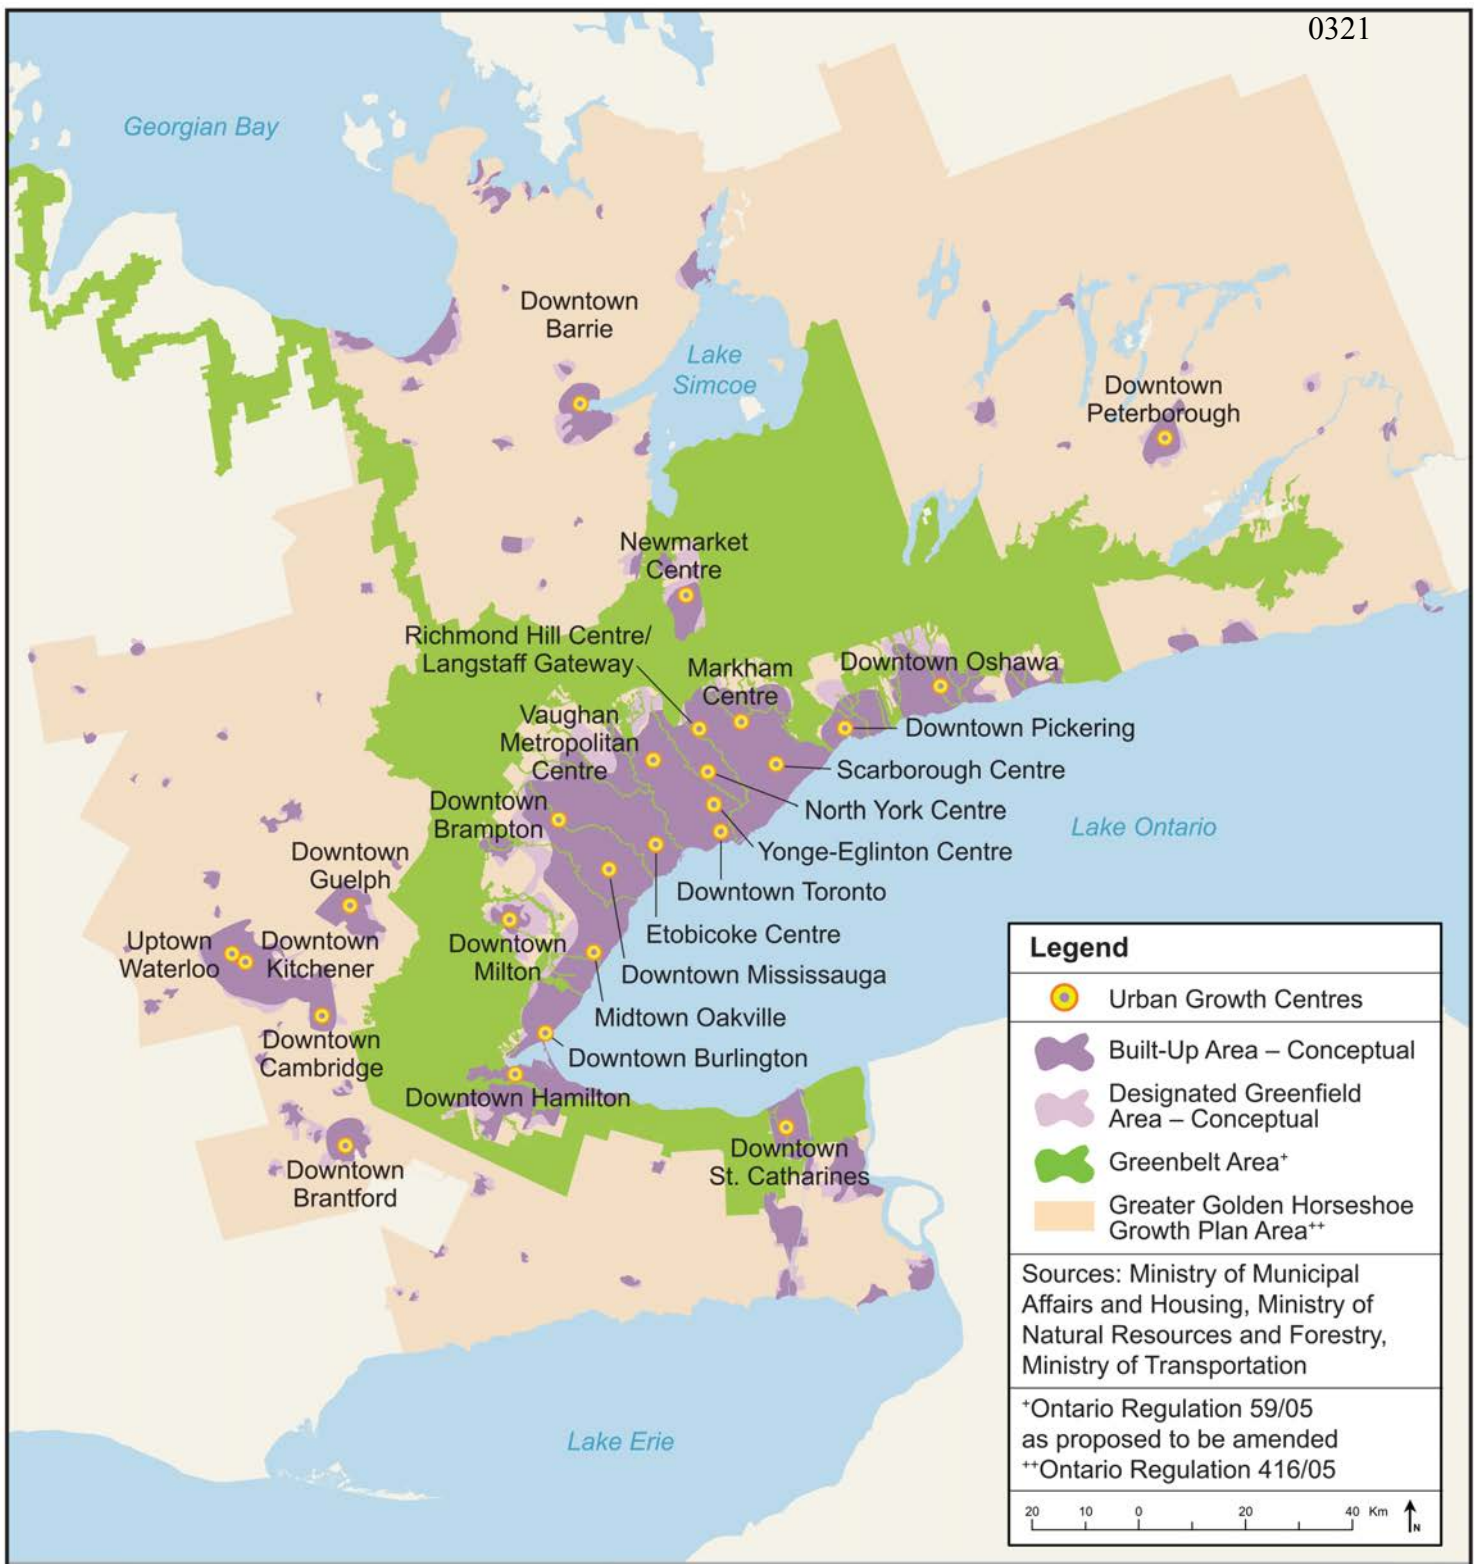 0321
Georgian Bay
Downtown
Barrie
Lake
Simcoe
Downtown
Peterborough
Newmarket
Centre
Richmond Hill Centre/
Langstaff Gateway
Markham
Centre
Downtown Oshawa
Vaughan
Metropolitan
Centre
Downtown Pickering
Scarborough Centre
Downtown
Brampton
North York Centre
Lake Ontario
Yonge-Eglinton Centre
Downtown
Guelph
Downtown Toronto
Etobicoke Centre
Uptown
Waterloo
Downtown
Kitchener
Downtown
Milton
Downtown Mississauga
Midtown Oakville
Downtown
Cambridge
Downtown Burlington
Downtown Hamilton
Downtown
St. Catharines
Downtown
Brantford
Lake Erie
Legend
Urban Growth Centres
Built-Up Area – Conceptual
Designated Greenfield
Area – Conceptual
Greenbelt Area+
Greater Golden Horseshoe
Growth Plan Area++
Sources: Ministry of Municipal
Affairs and Housing, Ministry of
Natural Resources and Forestry,
Ministry of Transportation
+Ontario Regulation 59/05
as proposed to be amended
++Ontario Regulation 416/05
20 10 0 20 40 Km
N